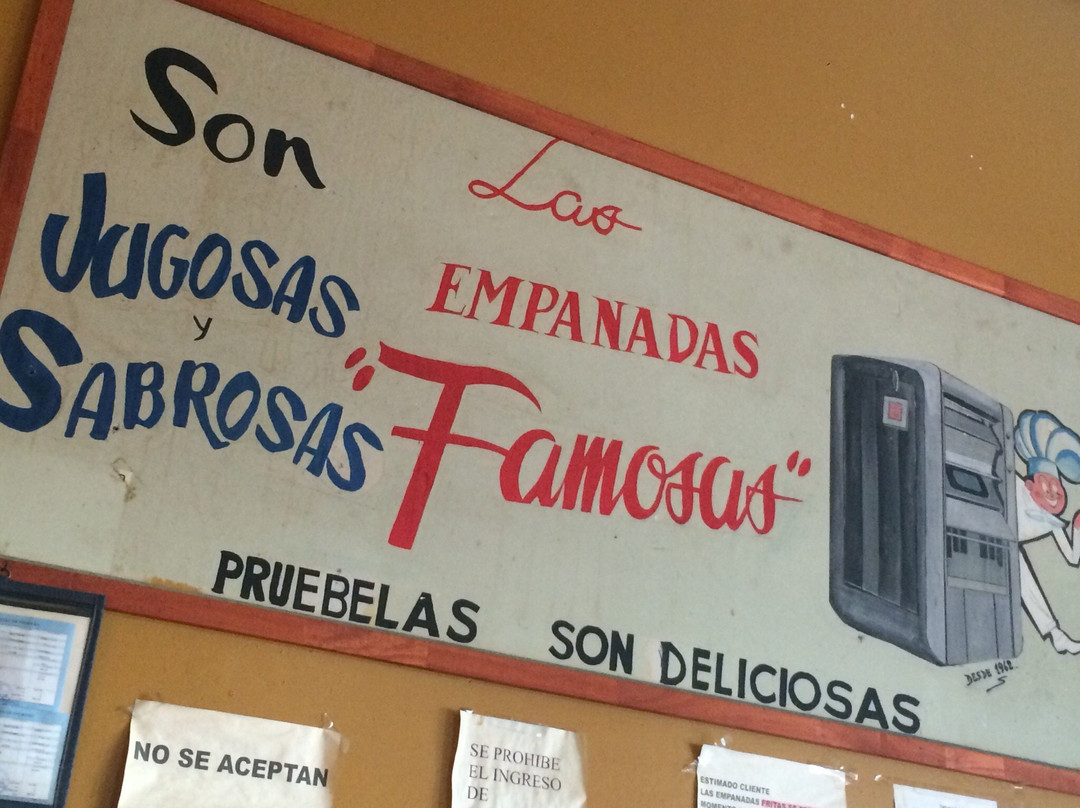 Son
JUGOSAS
y
SABROSAS
Las
EMPANADAS
"Famosas"
PRUEBELAS SON DELICIOSAS
DESDE 1962
NO SE ACEPTAN
SE PROHIBE
EL INGRESO
DE
ESTIMADO CLIENTE
LAS EMPANADAS FRITAS